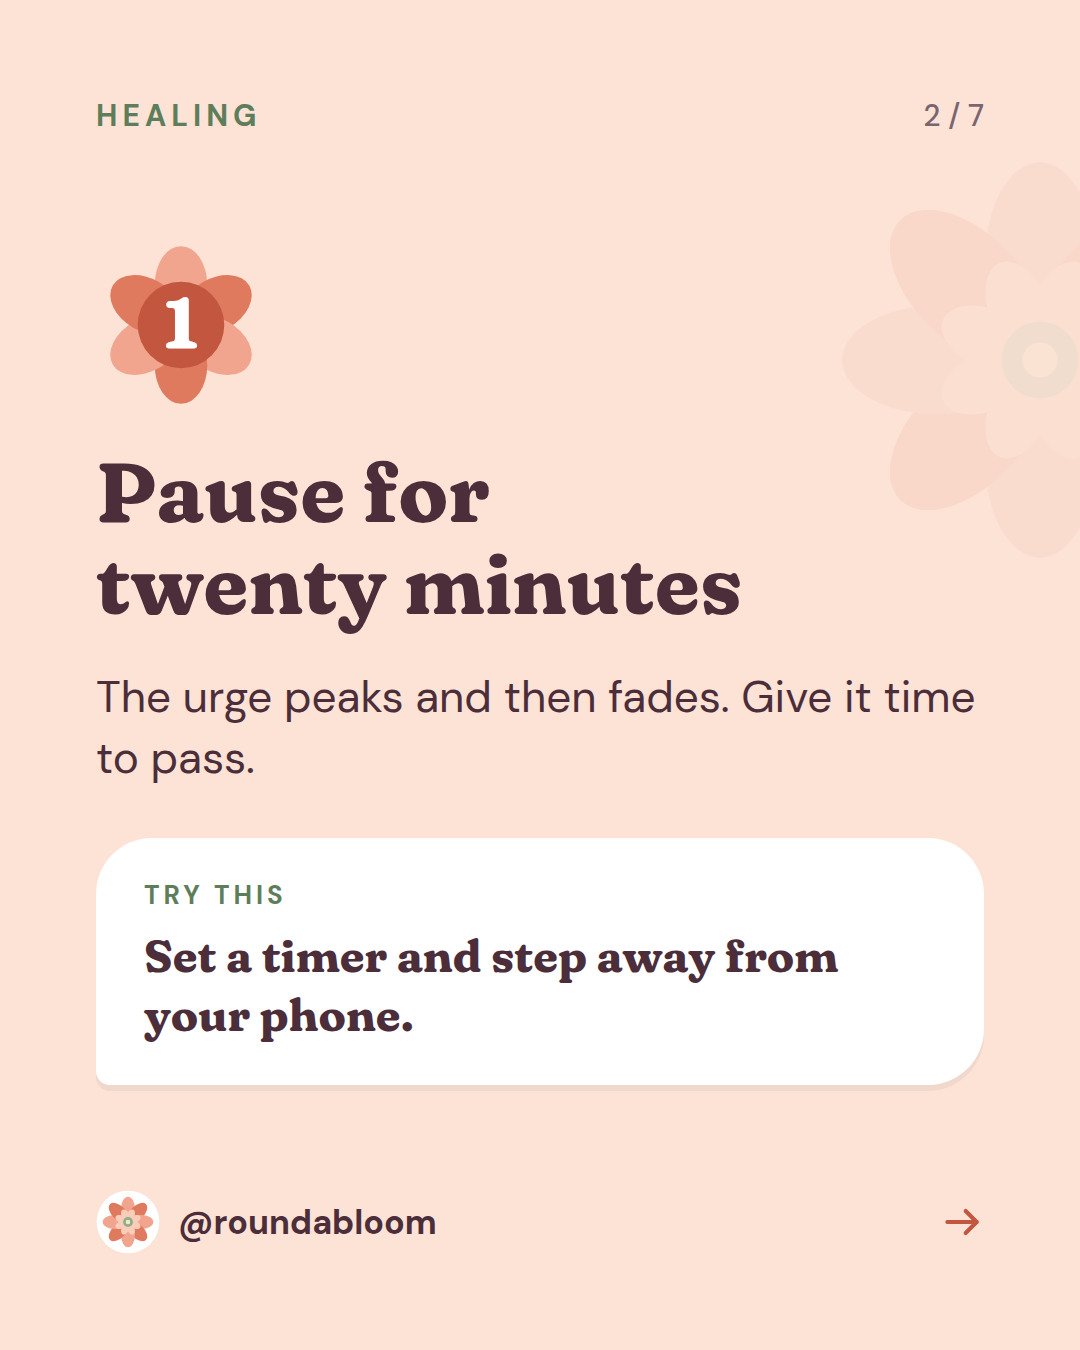 HEALING
2 / 7
1
Pause for
twenty minutes
The urge peaks and then fades. Give it time
to pass.
TRY THIS
Set a timer and step away from
your phone.
@roundabloom